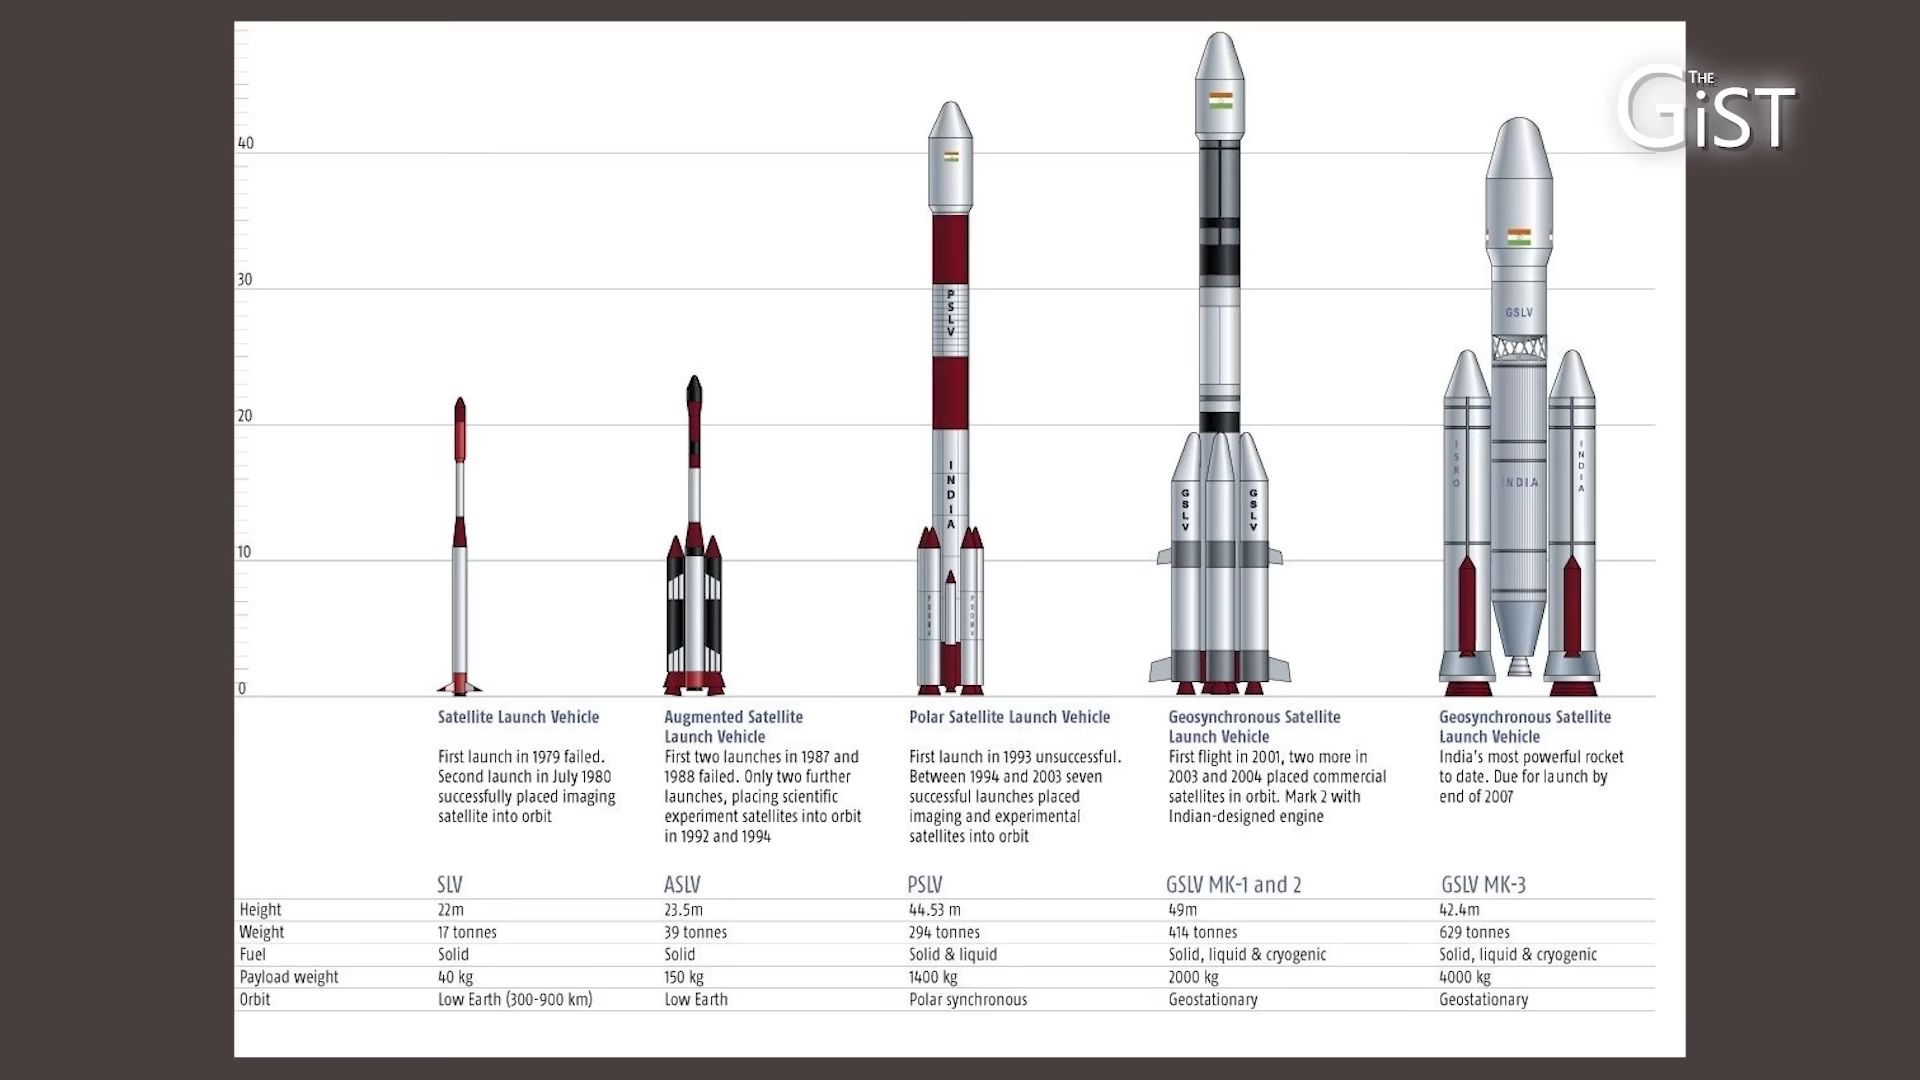 THE
GiST
40
30
20
10
0
PSLV
INDIA
GSLV
GSLV
GSLV
ISRO
INDIA
INDIA
Satellite Launch Vehicle
First launch in 1979 failed.
Second launch in July 1980
successfully placed imaging
satellite into orbit
Augmented Satellite
Launch Vehicle
First two launches in 1987 and
1988 failed. Only two further
launches, placing scientific
experiment satellites into orbit
in 1992 and 1994
Polar Satellite Launch Vehicle
First launch in 1993 unsuccessful.
Between 1994 and 2003 seven
successful launches placed
imaging and experimental
satellites into orbit
Geosynchronous Satellite
Launch Vehicle
First flight in 2001, two more in
2003 and 2004 placed commercial
satellites in orbit. Mark 2 with
Indian-designed engine
Geosynchronous Satellite
Launch Vehicle
India's most powerful rocket
to date. Due for launch by
end of 2007
SLV ASLV PSLV GSLV MK-1 and 2 GSLV MK-3
Height 22m 23.5m 44.53 m 49m 42.4m
Weight 17 tonnes 39 tonnes 294 tonnes 414 tonnes 629 tonnes
Fuel Solid Solid Solid & liquid Solid, liquid & cryogenic Solid, liquid & cryogenic
Payload weight 40 kg 150 kg 1400 kg 2000 kg 4000 kg
Orbit Low Earth (300-900 km) Low Earth Polar synchronous Geostationary Geostationary